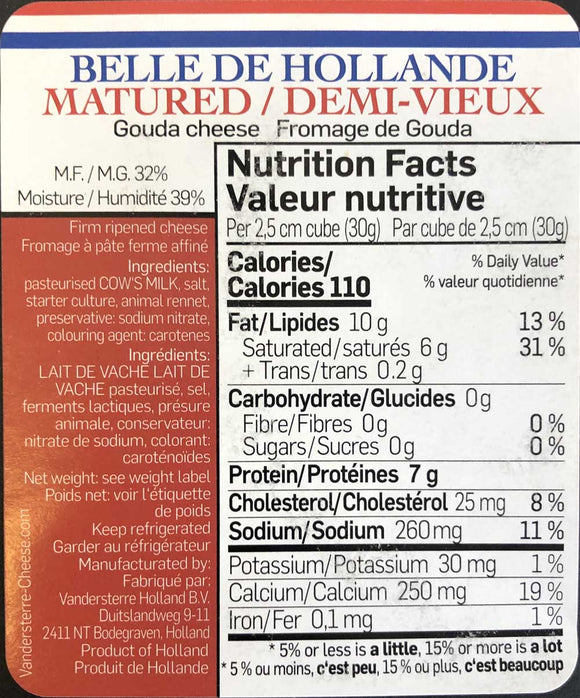 BELLE DE HOLLANDE
MATURED / DEMI-VIEUX
Gouda cheese Fromage de Gouda
M.F. / M.G. 32%
Moisture / Humidité 39%
Firm ripened cheese
Fromage à pâte ferme affiné
Ingredients:
pasteurised COW'S MILK, salt,
starter culture, animal rennet,
preservative: sodium nitrate,
colouring agent: carotenes
Ingrédients:
LAIT DE VACHE LAIT DE
VACHE pasteurisé, sel,
ferments lactiques, présure
animale, conservateur:
nitrate de sodium, colorant:
caroténoïdes
Net weight: see weight label
Poids net: voir l'étiquette
de poids
Keep refrigerated
Garder au réfrigérateur
Manufactured by:
Fabriqué par:
Vandersterre Holland B.V.
Duitslandweg 9-11
2411 NT Bodegraven, Holland
Product of Holland
Produit de Hollande
Vandersterre-Cheese.com
Nutrition Facts
Valeur nutritive
Per 2,5 cm cube (30g) Par cube de 2,5 cm (30g)
Calories/
Calories 110
% Daily Value*
% valeur quotidienne*
Fat/Lipides 10 g 13 %
Saturated/saturés 6 g 31 %
+ Trans/trans 0.2 g
Carbohydrate/Glucides 0g
Fibre/Fibres 0g 0 %
Sugars/Sucres 0g 0 %
Protein/Protéines 7 g
Cholesterol/Cholestérol 25 mg 8 %
Sodium/Sodium 260 mg 11 %
Potassium/Potassium 30 mg 1 %
Calcium/Calcium 250 mg 19 %
Iron/Fer 0,1 mg 1 %
* 5% or less is a little, 15% or more is a lot
* 5 % ou moins, c'est peu, 15 % ou plus, c'est beaucoup